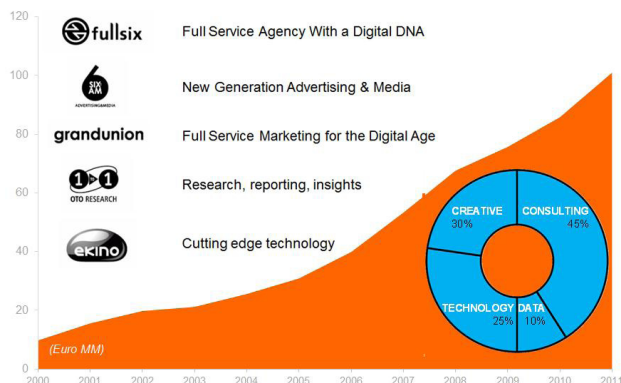 120
fullsix
Full Service Agency With a Digital DNA
100
SIX
AM
ADVERTISING&MEDIA
New Generation Advertising & Media
80
grandunion
Full Service Marketing for the Digital Age
60
1 TO 1
OTO RESEARCH
Research, reporting, insights
40
ekino
Cutting edge technology
20
0
(Euro MM)
CREATIVE
30%
CONSULTING
45%
TECHNOLOGY
25%
DATA
10%
2000 2001 2002 2003 2004 2005 2006 2007 2008 2009 2010 2011